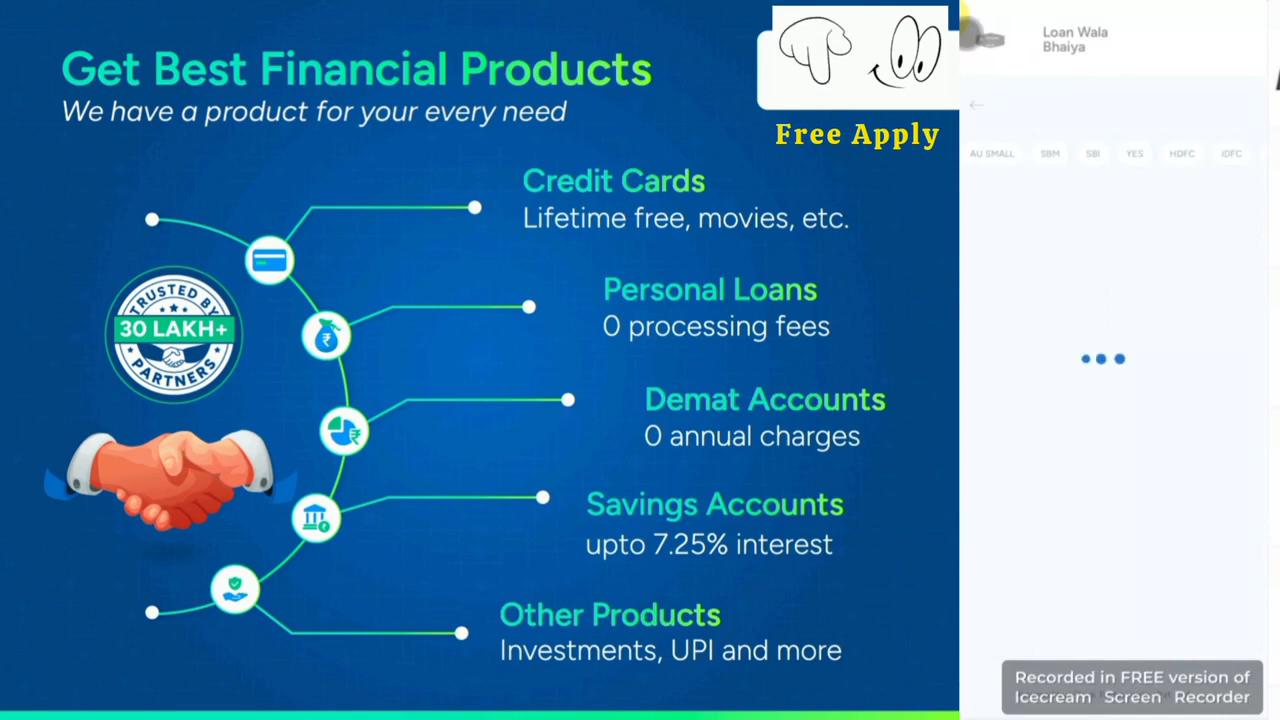 Get Best Financial Products
We have a product for your every need
Free Apply
Credit Cards
Lifetime free, movies, etc.
Personal Loans
0 processing fees
TRUSTED BY
30 LAKH+
PARTNERS
Demat Accounts
0 annual charges
Savings Accounts
upto 7.25% interest
Other Products
Investments, UPI and more
Loan Wala
Bhaiya
AU SMALL SBM SBI YES HDFC IDFC
Recorded in FREE version of
Icecream Screen Recorder